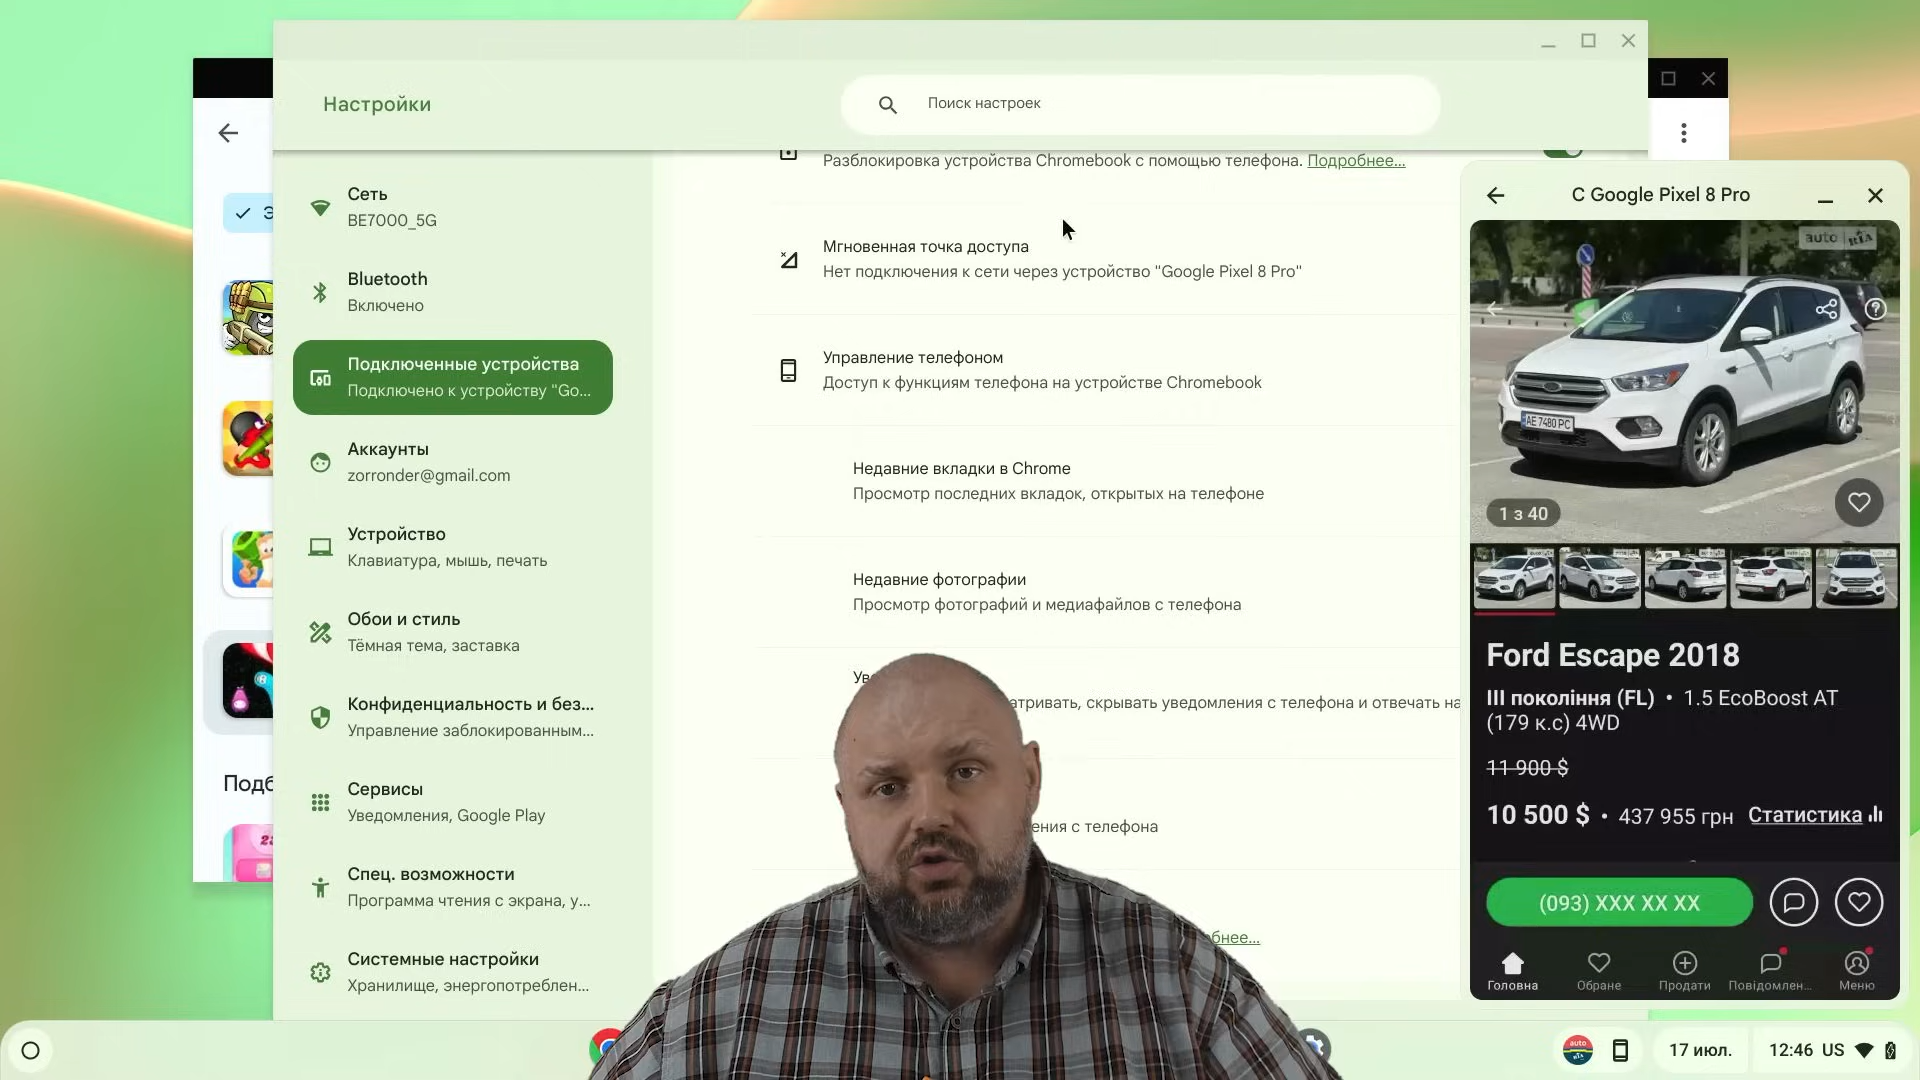 Настройки
Поиск настроек
Разблокировка устройства Chromebook с помощью телефона. Подробнее...
Сеть
BE7000_5G
Bluetooth
Включено
Подключенные устройства
Подключено к устройству "Go...
Аккаунты
zorronder@gmail.com
Устройство
Клавиатура, мышь, печать
Обои и стиль
Тёмная тема, заставка
Конфиденциальность и без...
Управление заблокированным...
Сервисы
Уведомления, Google Play
Спец. возможности
Программа чтения с экрана, у...
Системные настройки
Хранилище, энергопотреблен...
Мгновенная точка доступа
Нет подключения к сети через устройство "Google Pixel 8 Pro"
Управление телефоном
Доступ к функциям телефона на устройстве Chromebook
Недавние вкладки в Chrome
Просмотр последних вкладок, открытых на телефоне
Недавние фотографии
Просмотр фотографий и медиафайлов с телефона
Ув
атривать, скрывать уведомления с телефона и отвечать на
ения с телефона
бнее...
Подб
С Google Pixel 8 Pro
auto RIA
AE 7480 PC
1 з 40
Ford Escape 2018
III покоління (FL) • 1.5 EcoBoost AT
(179 к.с) 4WD
11 900 $
10 500 $ • 437 955 грн Статистика
(093) XXX XX XX
Головна
Обране
Продати
Повідомлен...
Меню
17 июл.
12:46 US